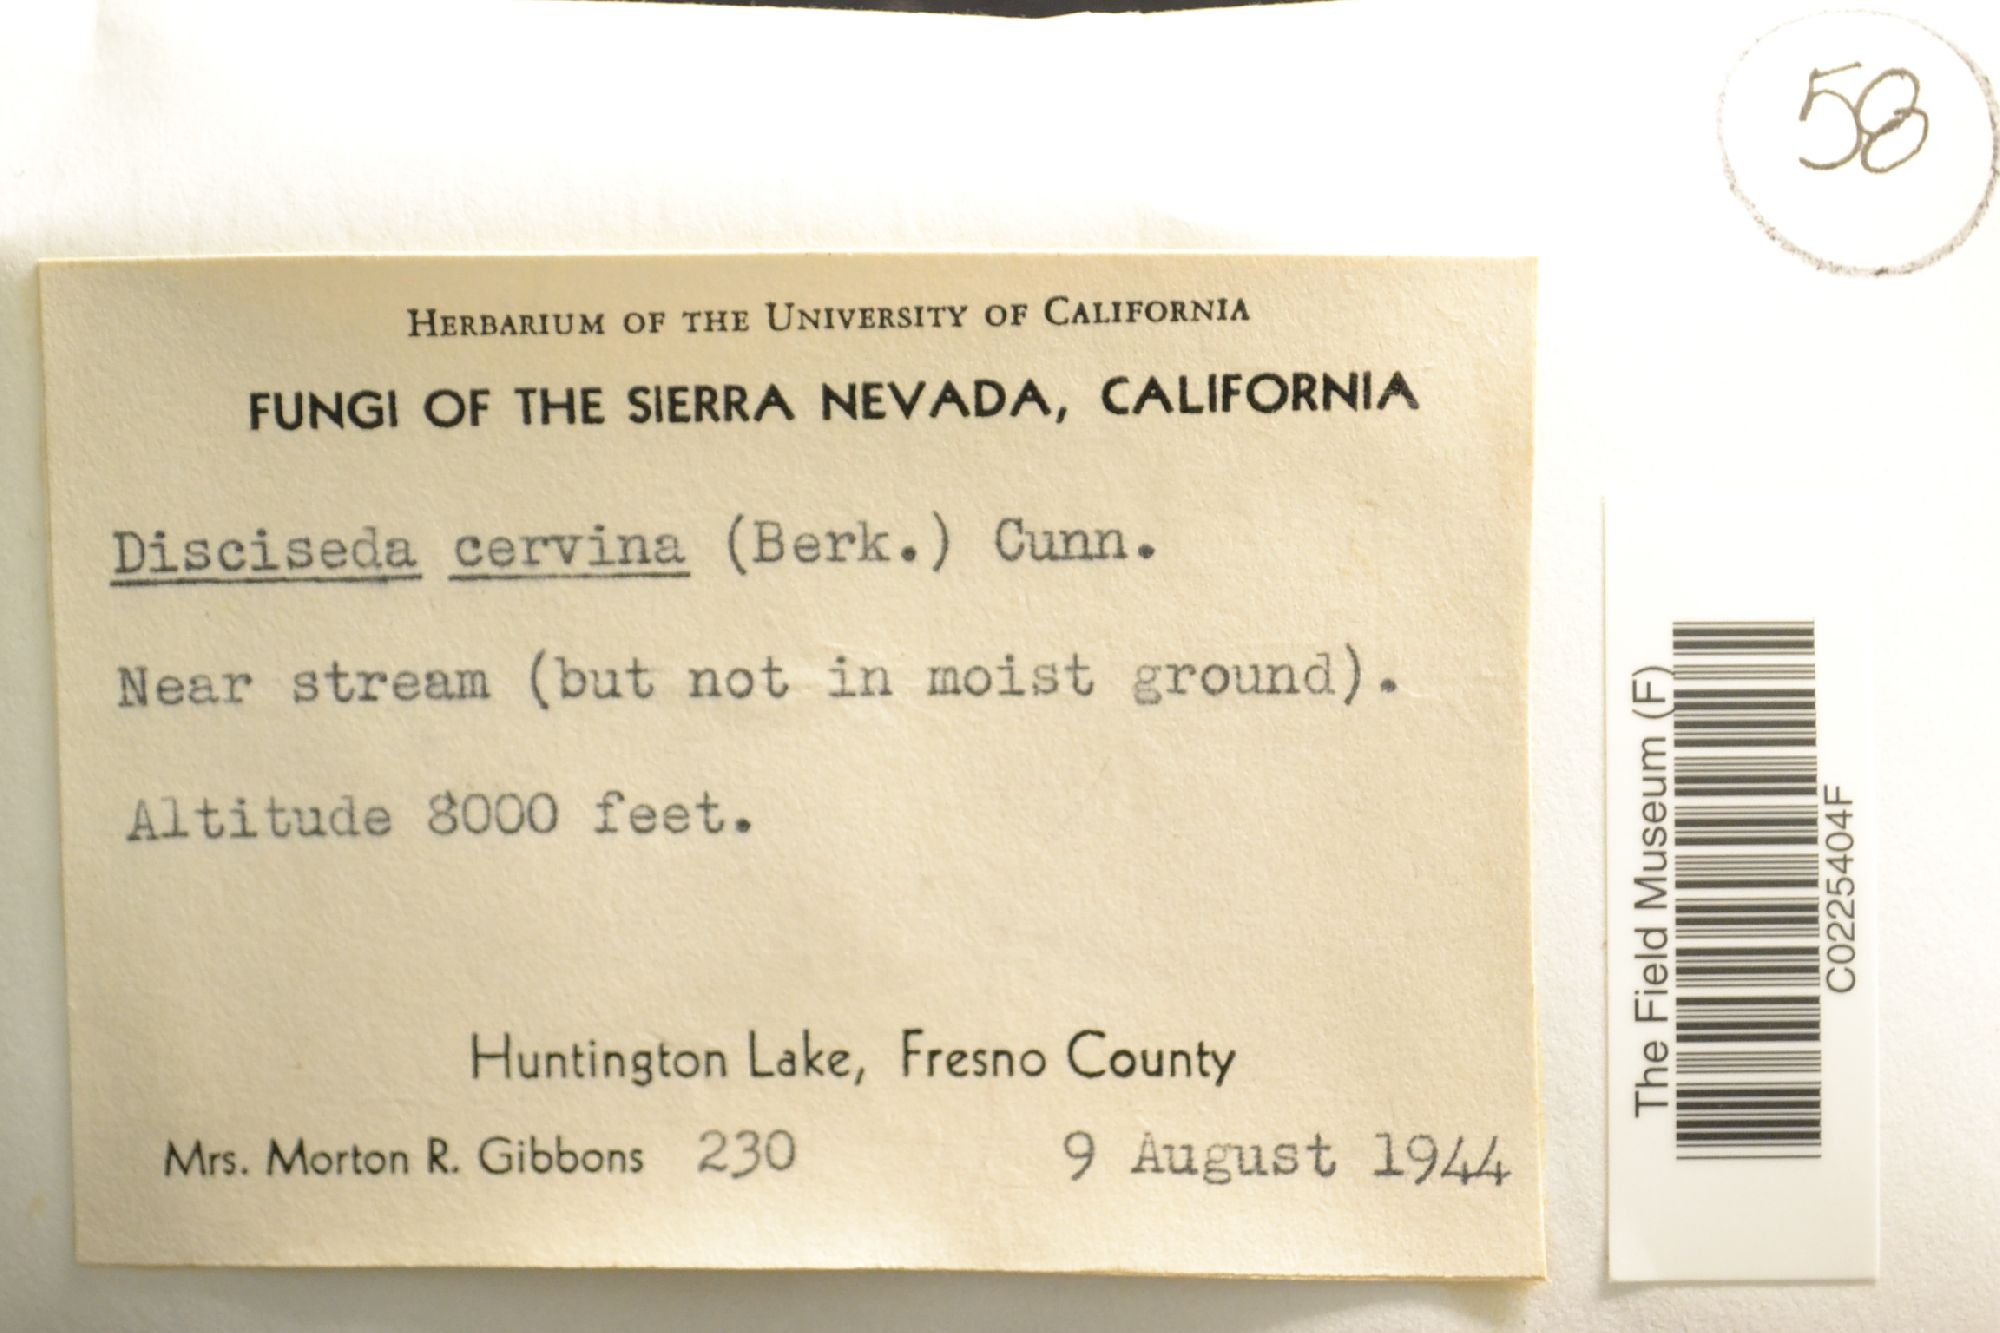 58
HERBARIUM OF THE UNIVERSITY OF CALIFORNIA
FUNGI OF THE SIERRA NEVADA, CALIFORNIA
Disciseda cervina (Berk.) Cunn.
Near stream (but not in moist ground).
Altitude 8000 feet.
Huntington Lake, Fresno County
Mrs. Morton R. Gibbons 230 9 August 1944
The Field Museum (F)
C0225404F